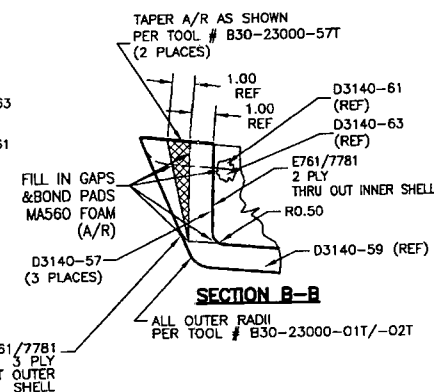 TAPER A/R AS SHOWN
PER TOOL # B30-23000-57T
(2 PLACES)
1.00
REF
1.00
REF
D3140-61
(REF)
D3140-63
(REF)
63
61
E761/7781
2 PLY
THRU OUT INNER SHELL
FILL IN GAPS
&BOND PADS
MA560 FOAM
(A/R)
R0.50
D3140-57
(3 PLACES)
D3140-59 (REF)
SECTION B-B
ALL OUTER RADII
PER TOOL # B30-23000-01T/-02T
61/7781
3 PLY
T OUTER
SHELL